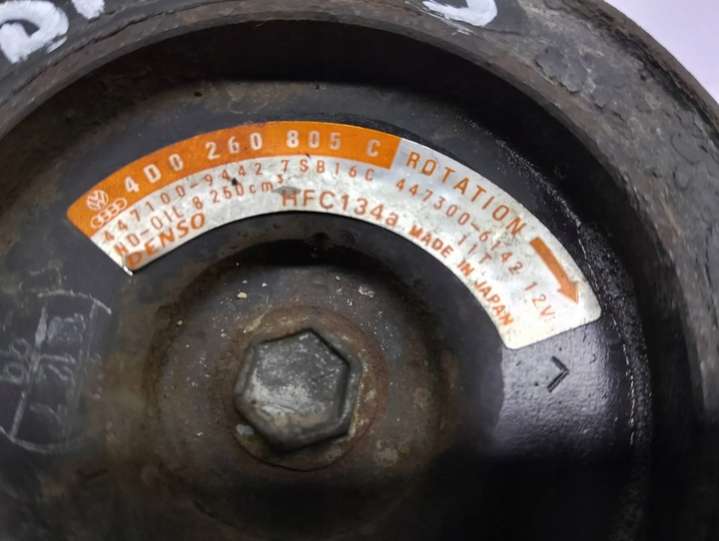 4D0 260 805 C ROTATION
447100-9442 7SB16C 447300-6142 12V
ND-OIL 8 250cm³ HFC134a 11T
DENSO MADE IN JAPAN